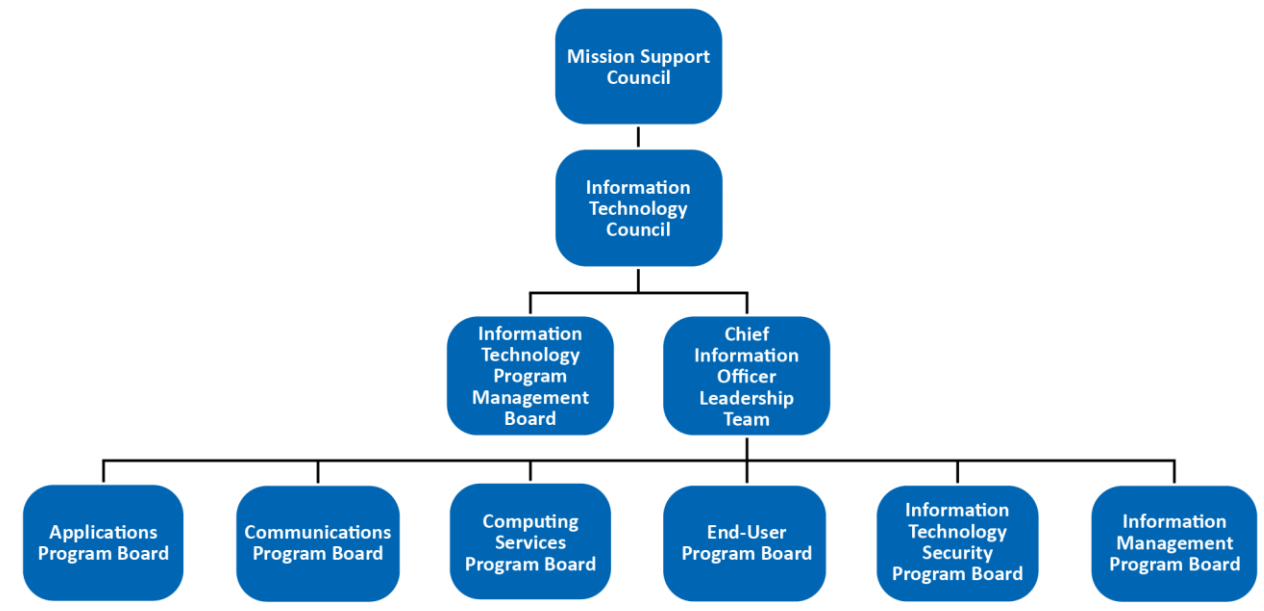 Mission Support
Council
Information
Technology
Council
Information
Technology
Program
Management
Board
Chief
Information
Officer
Leadership
Team
Applications
Program Board
Communications
Program Board
Computing
Services
Program Board
End-User
Program Board
Information
Technology
Security
Program Board
Information
Management
Program Board